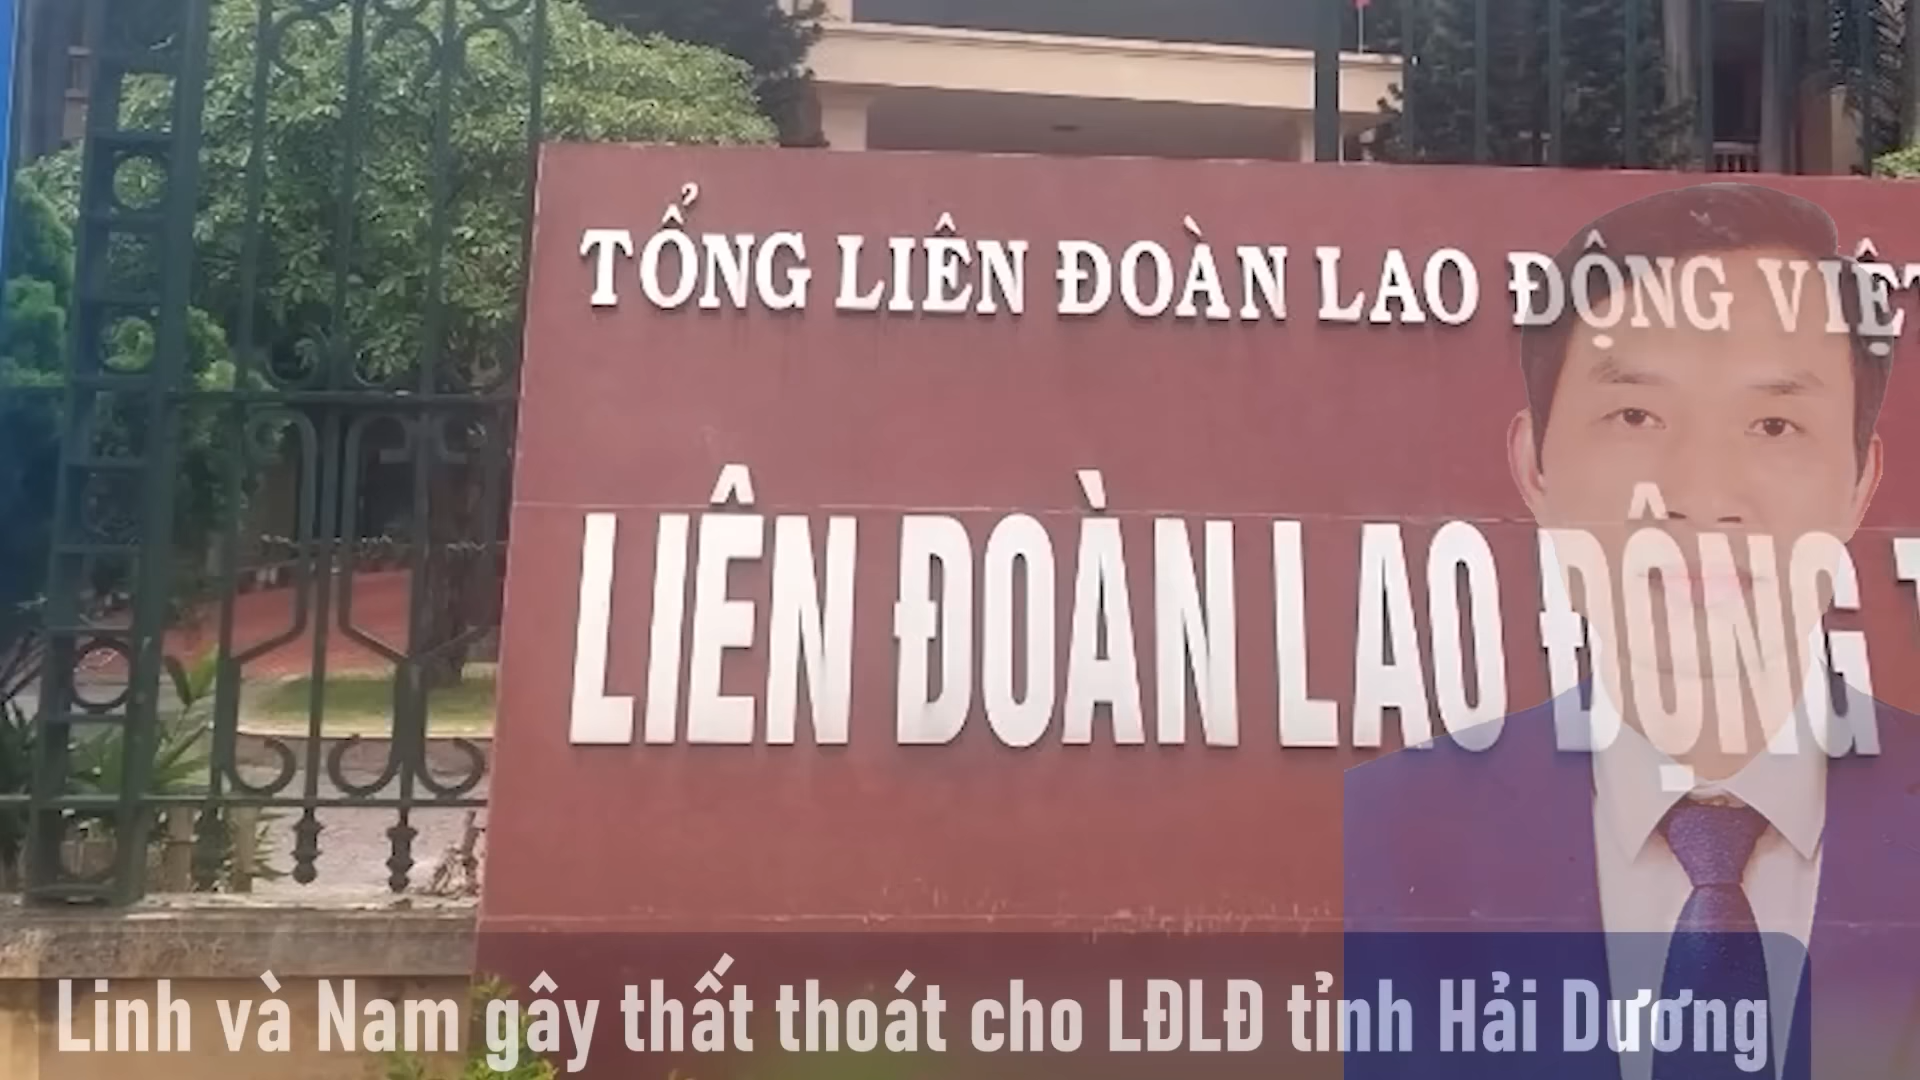 TỔNG LIÊN ĐOÀN LAO ĐỘNG VIỆT
LIÊN ĐOÀN LAO ĐỘNG T
Linh và Nam gây thất thoát cho LĐLĐ tỉnh Hải Dương